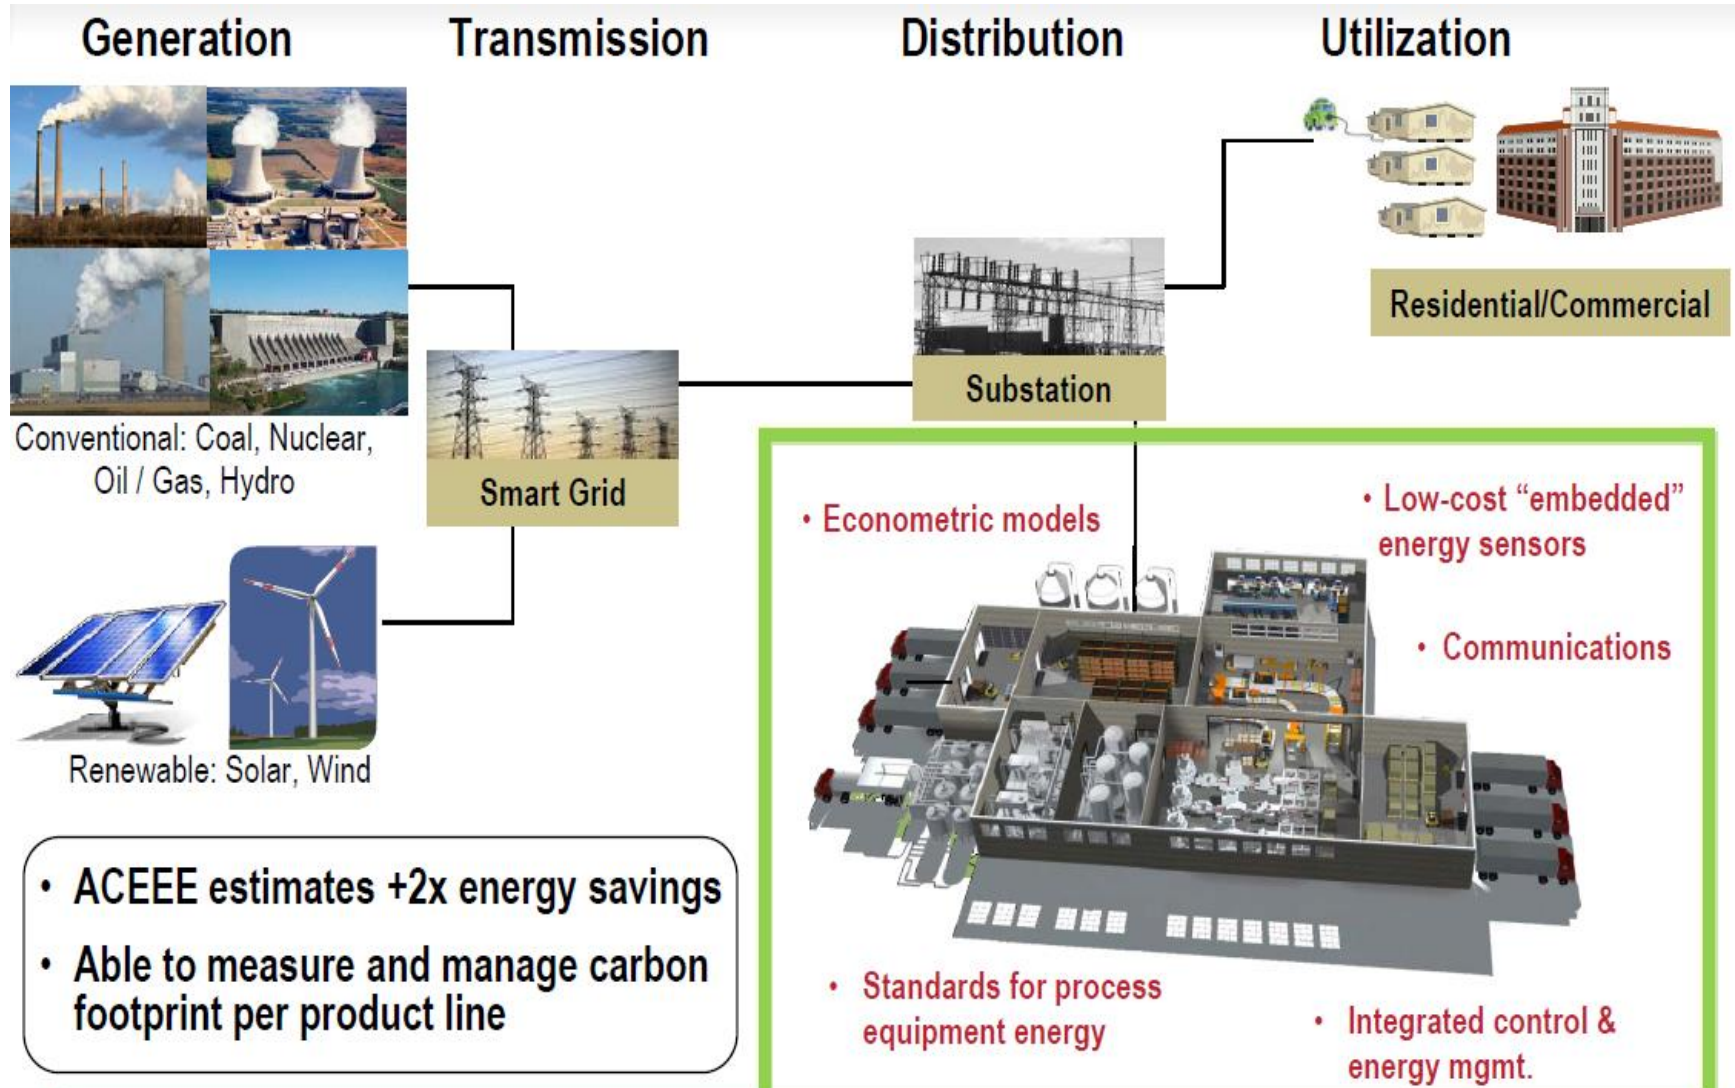 Generation
Transmission
Distribution
Utilization
Conventional: Coal, Nuclear,
Oil / Gas, Hydro
Smart Grid
Substation
Residential/Commercial
Renewable: Solar, Wind
• ACEEE estimates +2x energy savings
• Able to measure and manage carbon
footprint per product line
• Econometric models
• Low-cost “embedded”
energy sensors
• Communications
• Standards for process
equipment energy
• Integrated control &
energy mgmt.